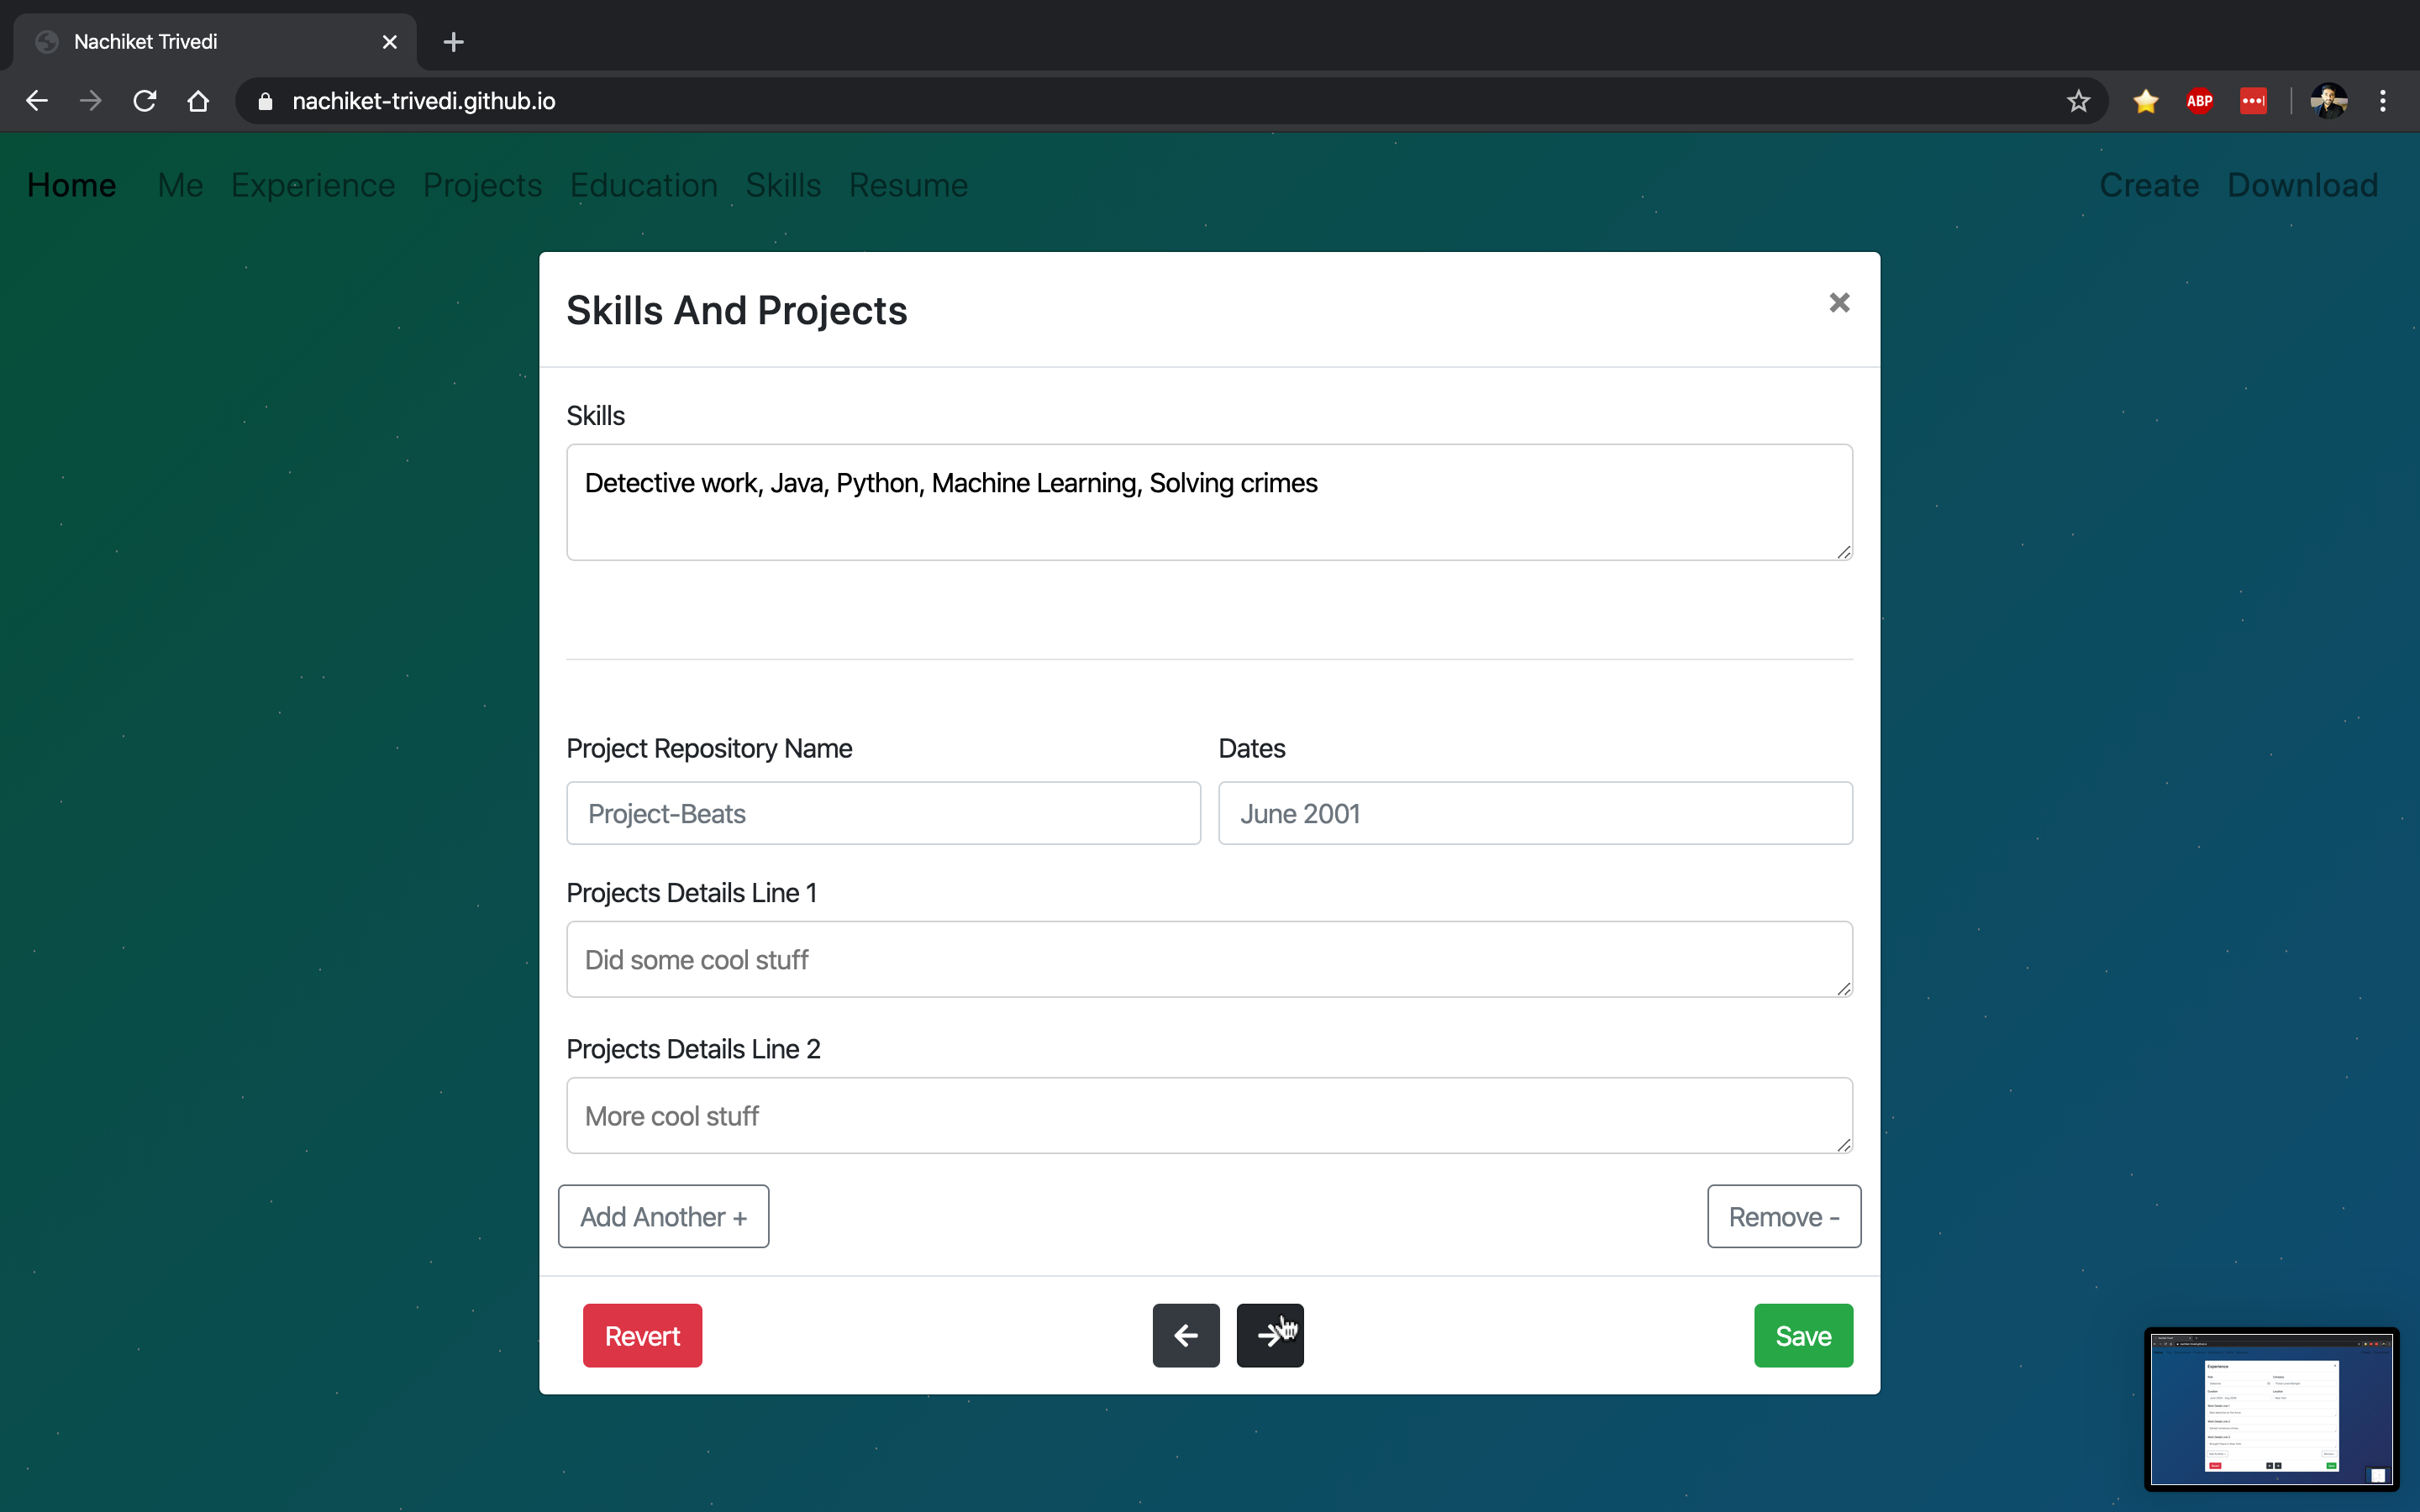 Nachiket Trivedi
nachiket-trivedi.github.io
ABP
Home Me Experience Projects Education Skills Resume Create Download
Skills And Projects
Skills
Detective work, Java, Python, Machine Learning, Solving crimes
Project Repository Name Dates
Project-Beats June 2001
Projects Details Line 1
Did some cool stuff
Projects Details Line 2
More cool stuff
Add Another + Remove -
Revert Save
Experience